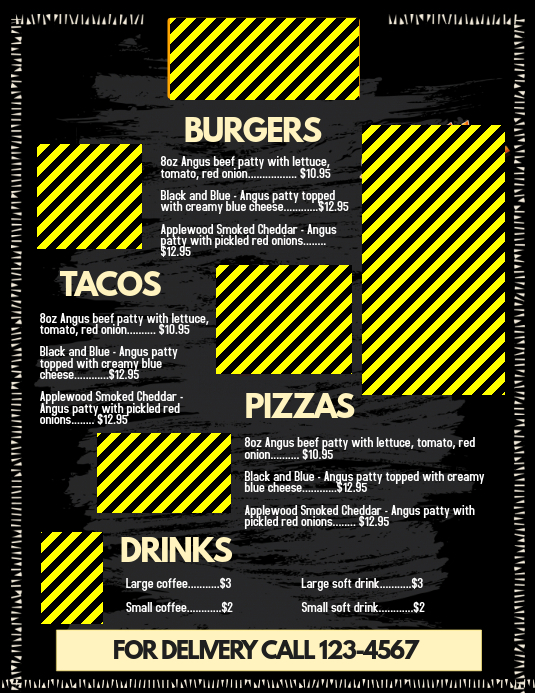 BURGERS
8oz Angus beef patty with lettuce,
tomato, red onion................. $10.95
Black and Blue - Angus patty topped
with creamy blue cheese............$12.95
Applewood Smoked Cheddar - Angus
patty with pickled red onions........
$12.95
TACOS
8oz Angus beef patty with lettuce,
tomato, red onion.......... $10.95
Black and Blue - Angus patty
topped with creamy blue
cheese............$12.95
Applewood Smoked Cheddar -
Angus patty with pickled red
onions........ $12.95
PIZZAS
8oz Angus beef patty with lettuce, tomato, red
onion.......... $10.95
Black and Blue - Angus patty topped with creamy
blue cheese............$12.95
Applewood Smoked Cheddar - Angus patty with
pickled red onions........ $12.95
DRINKS
Large coffee...........$3
Small coffee............$2
Large soft drink...........$3
Small soft drink............$2
FOR DELIVERY CALL 123-4567